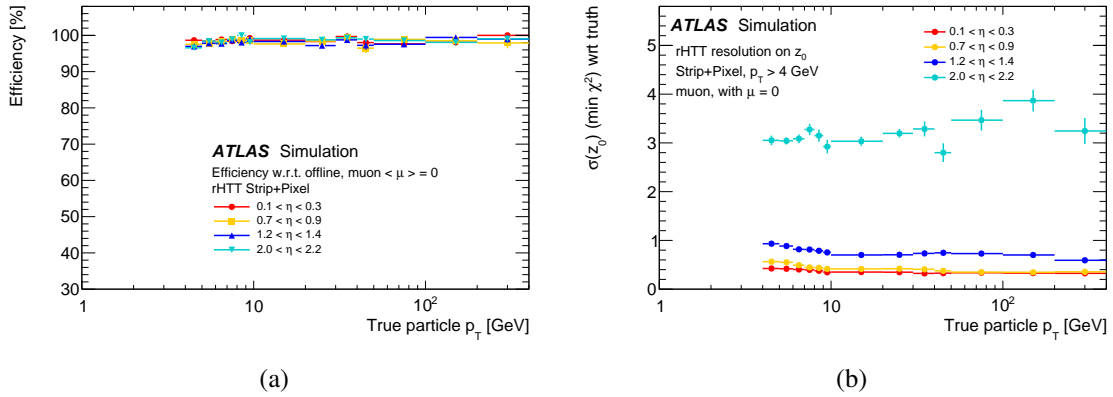 Efficiency [%]
100
90
80
70
60
50
40
30
ATLAS Simulation
Efficiency w.r.t. offline, muon < μ > = 0
rHTT Strip+Pixel
0.1 < η < 0.3
0.7 < η < 0.9
1.2 < η < 1.4
2.0 < η < 2.2
1 10 10²
True particle p_T [GeV]
(a)
σ(z₀) (min χ²) wrt truth
5
4
3
2
1
0
ATLAS Simulation
rHTT resolution on z₀
Strip+Pixel, p_T > 4 GeV
muon, with μ = 0
0.1 < η < 0.3
0.7 < η < 0.9
1.2 < η < 1.4
2.0 < η < 2.2
1 10 10²
True particle p_T [GeV]
(b)